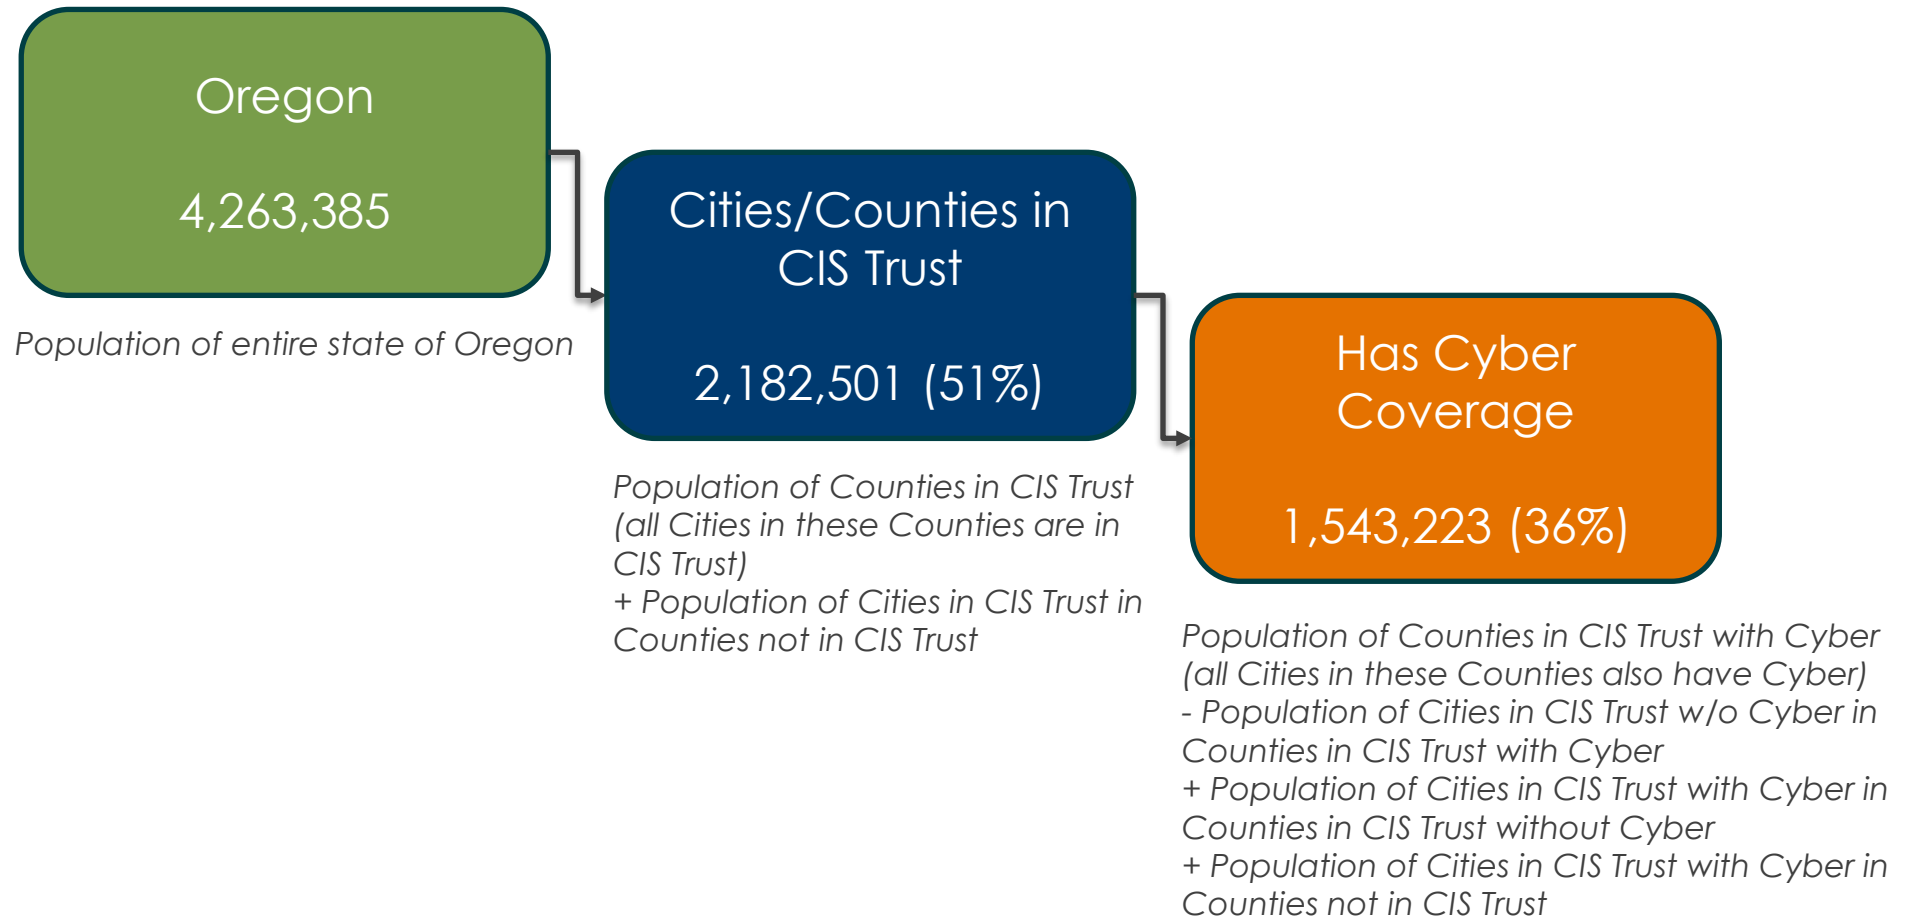 Oregon
4,263,385
Population of entire state of Oregon
Cities/Counties in
CIS Trust
2,182,501 (51%)
Population of Counties in CIS Trust
(all Cities in these Counties are in
CIS Trust)
+ Population of Cities in CIS Trust in
Counties not in CIS Trust
Has Cyber
Coverage
1,543,223 (36%)
Population of Counties in CIS Trust with Cyber
(all Cities in these Counties also have Cyber)
- Population of Cities in CIS Trust w/o Cyber in
Counties in CIS Trust with Cyber
+ Population of Cities in CIS Trust with Cyber in
Counties in CIS Trust without Cyber
+ Population of Cities in CIS Trust with Cyber in
Counties not in CIS Trust